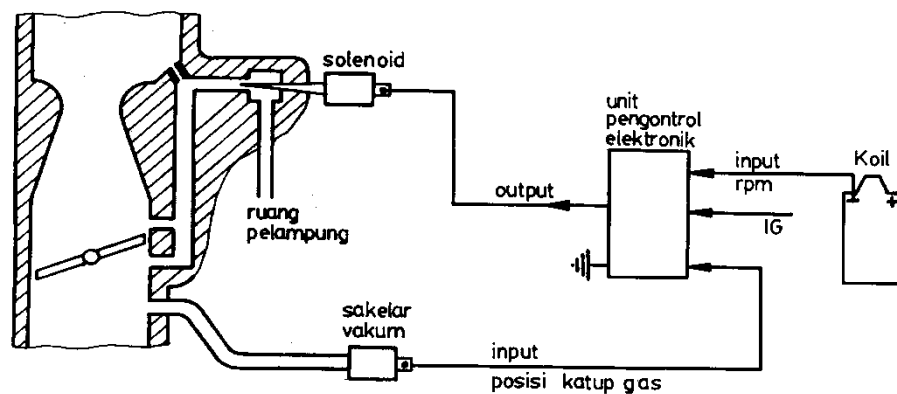 solenoid
unit
pengontrol
elektronik
input
rpm
Koil
- +
output
IG
ruang
pelampung
sakelar
vakum
input
posisi katup gas